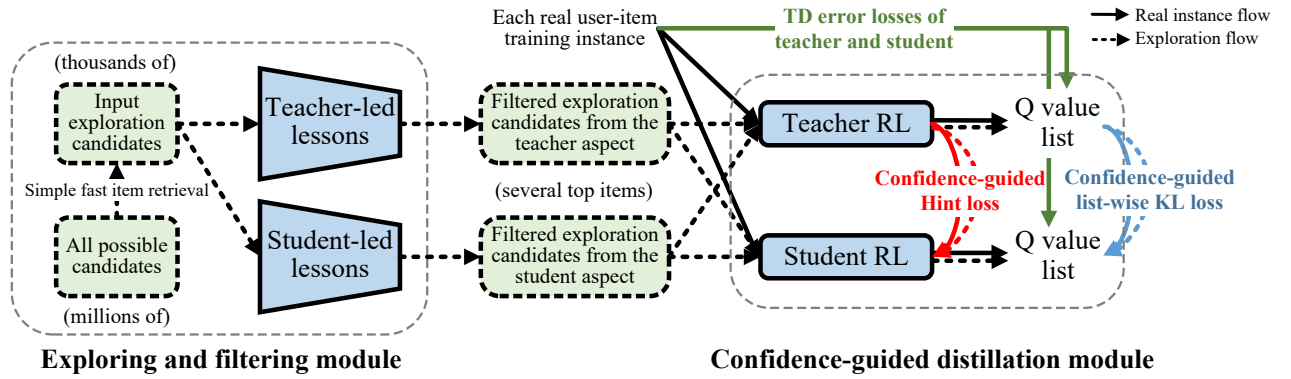 (thousands of)
Input
exploration
candidates
Simple fast item retrieval
All possible
candidates
(millions of)
Teacher-led
lessons
Student-led
lessons
Exploring and filtering module
Filtered exploration
candidates from the
teacher aspect
(several top items)
Filtered exploration
candidates from the
student aspect
Each real user-item
training instance
TD error losses of
teacher and student
Real instance flow
Exploration flow
Teacher RL
Q value
list
Confidence-guided
Hint loss
Confidence-guided
list-wise KL loss
Student RL
Q value
list
Confidence-guided distillation module